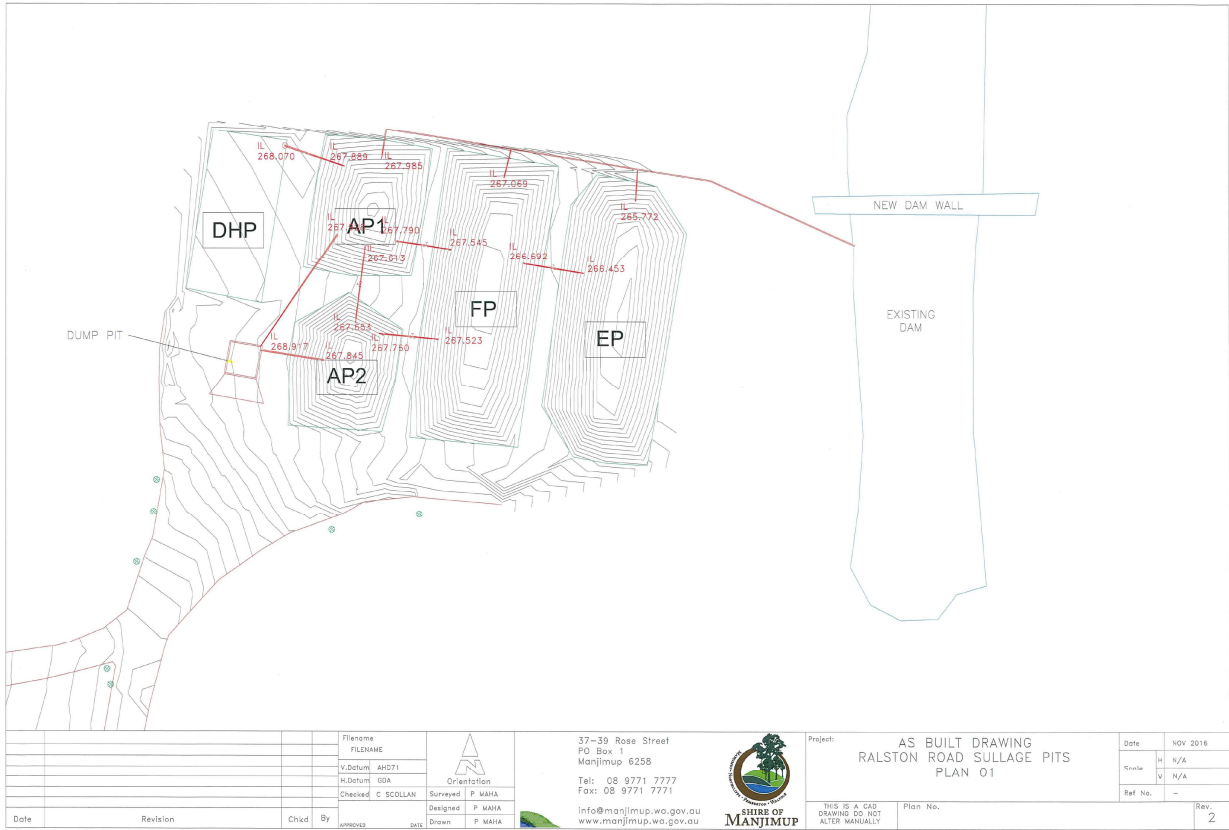 IL
268.070
267.889
IL
267.985
IL
267.069
IL
265.772
NEW DAM WALL
DHP
IL
AP1
267.790
IL
267.013
IL
267.545
IL
266.692
IL
266.453
FP
EP
EXISTING
DAM
DUMP PIT
IL
267.553
IL
268.917
IL
267.845
IL
267.750
IL
267.523
AP2
Date
Revision
Chkd
By
Filename
FILENAME
V.Datum AHD71
H.Datum GDA
Checked C SCOLLAN
APPROVED
DATE
N
Orientation
Surveyed P MAHA
Designed P MAHA
Drawn P MAHA
37-39 Rose Street
PO Box 1
Manjimup 6258
Tel: 08 9771 7777
Fax: 08 9771 7771
info@manjimup.wa.gov.au
www.manjimup.wa.gov.au
SHIRE OF
MANJIMUP
Project:
AS BUILT DRAWING
RALSTON ROAD SULLAGE PITS
PLAN 01
THIS IS A CAD
DRAWING DO NOT
ALTER MANUALLY
Plan No.
Date NOV 2016
Scale
H N/A
V N/A
Ref No. -
Rev.
2